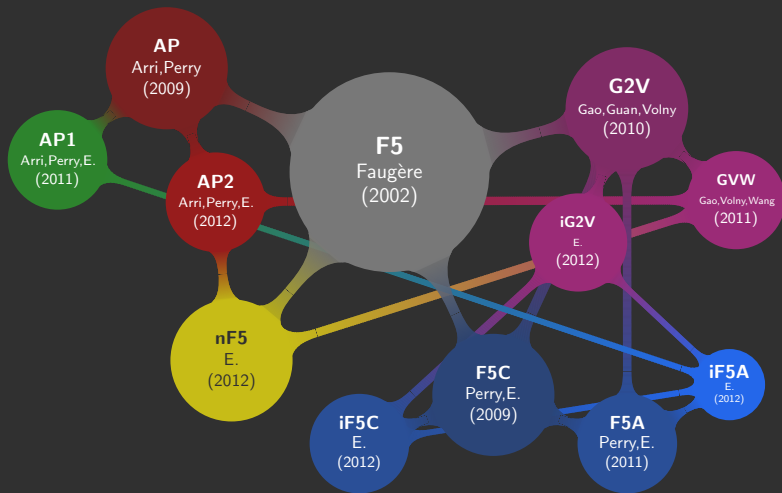 AP
Arri,Perry
(2009)
G2V
Gao,Guan,Volny
(2010)
F5
Faugère
(2002)
AP1
Arri,Perry,E.
(2011)
AP2
Arri,Perry,E.
(2012)
GVW
Gao,Volny,Wang
(2011)
iG2V
E.
(2012)
nF5
E.
(2012)
F5C
Perry,E.
(2009)
iF5A
E.
(2012)
iF5C
E.
(2012)
F5A
Perry,E.
(2011)